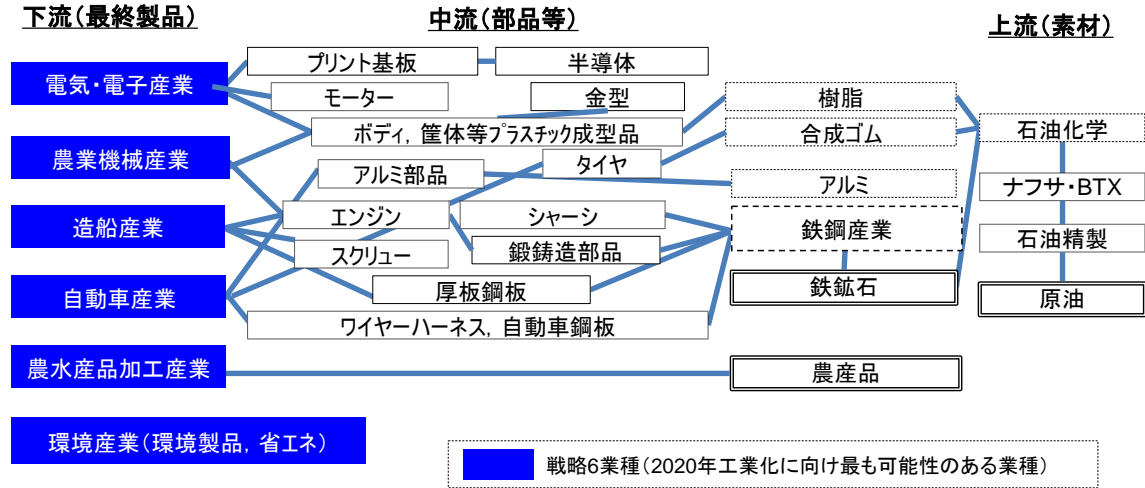 下流(最終製品)
中流(部品等)
上流(素材)
電気・電子産業
プリント基板
半導体
モーター
金型
樹脂
ボディ, 筐体等プラスチック成型品
合成ゴム
石油化学
農業機械産業
アルミ部品
タイヤ
アルミ
ナフサ・BTX
造船産業
エンジン
シャーシ
鉄鋼産業
スクリュー
鍛鋳造部品
石油精製
自動車産業
厚板鋼板
鉄鉱石
原油
ワイヤーハーネス, 自動車鋼板
農水産品加工産業
農産品
環境産業(環境製品, 省エネ)
戦略6業種(2020年工業化に向け最も可能性のある業種)